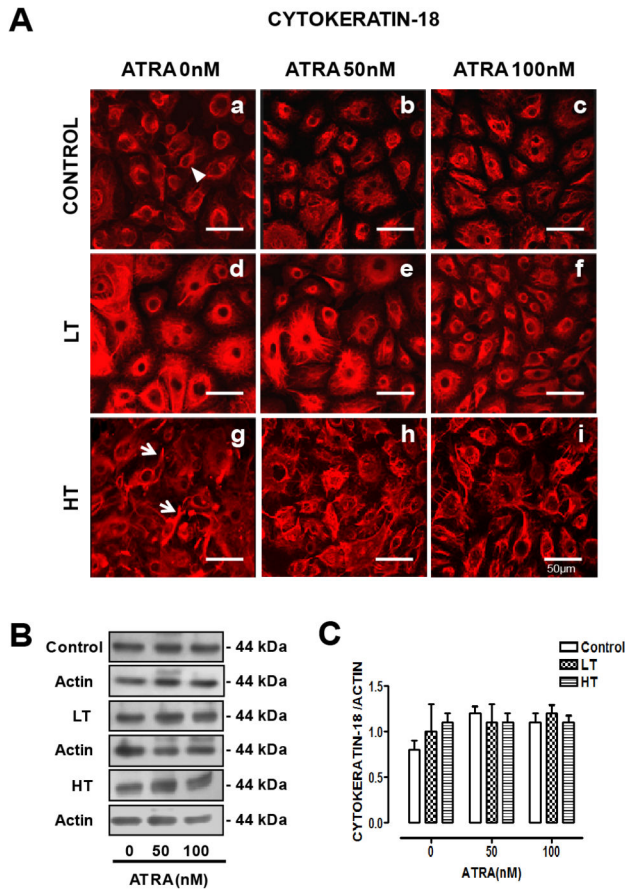 A
CYTOKERATIN-18
ATRA 0nM
ATRA 50nM
ATRA 100nM
CONTROL
a
b
c
LT
d
e
f
HT
g
h
i
50µm
B
Control
- 44 kDa
Actin
- 44 kDa
LT
- 44 kDa
Actin
- 44 kDa
HT
- 44 kDa
Actin
- 44 kDa
0 50 100
ATRA(nM)
C
Control
LT
HT
CYTOKERATIN-18/ACTIN
1.5
1.0
0.5
0.0
0 50 100
ATRA(nM)